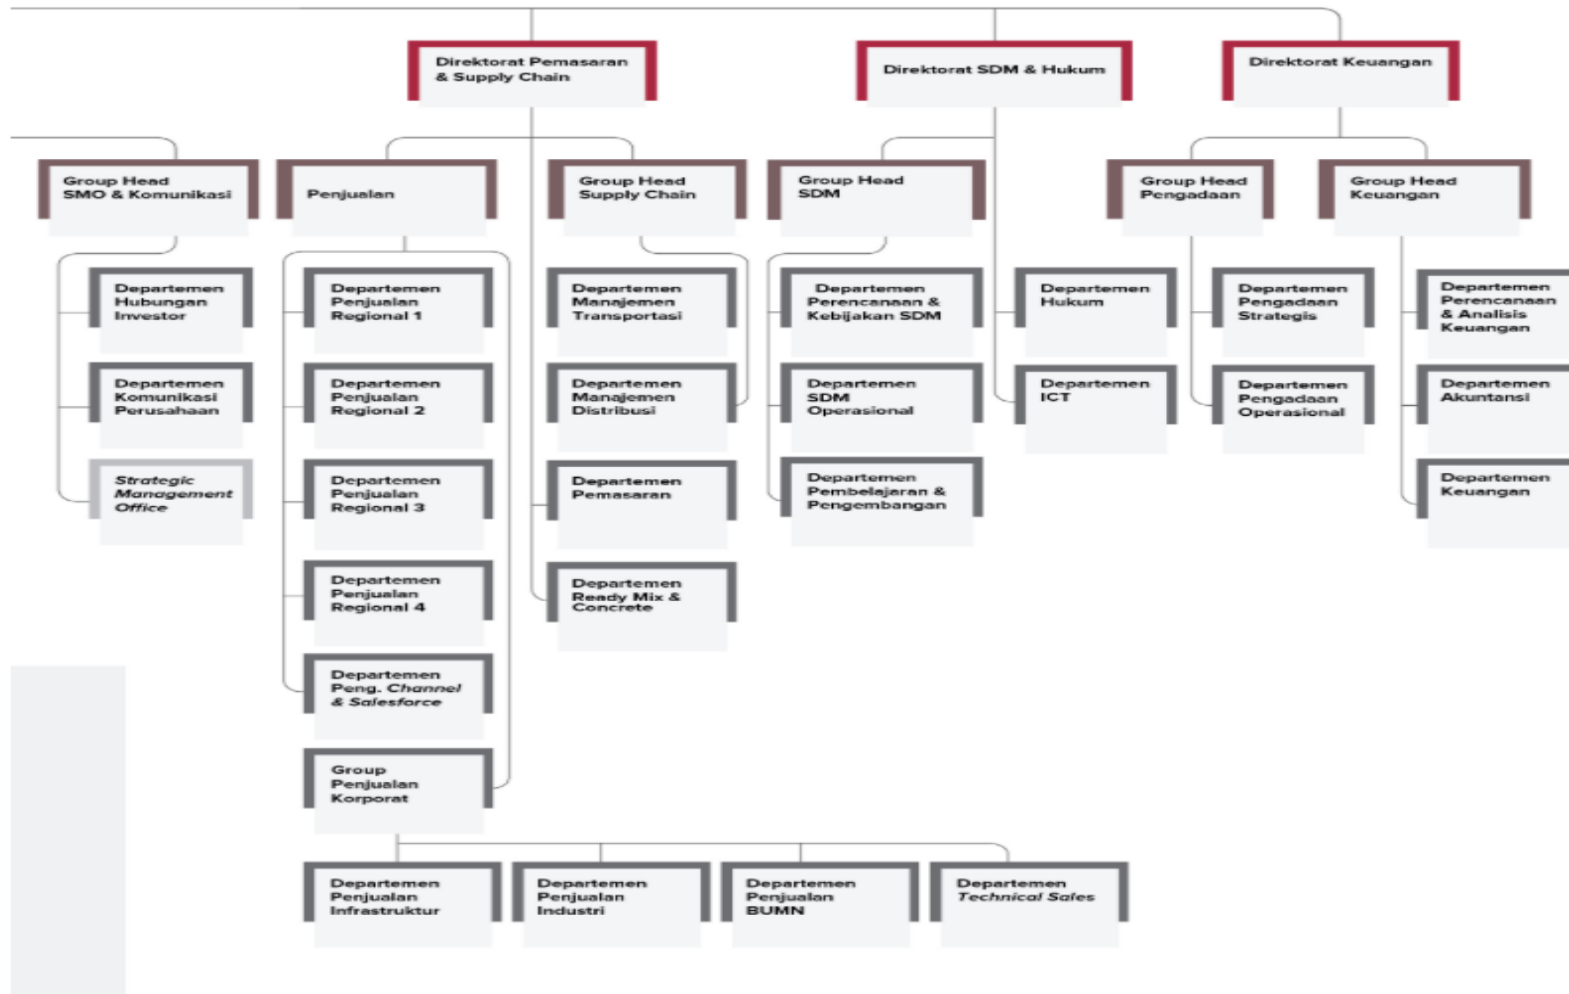 Direktorat Pemasaran
& Supply Chain
Direktorat SDM & Hukum
Direktorat Keuangan
Group Head
SMO & Komunikasi
Penjualan
Group Head
Supply Chain
Group Head
SDM
Group Head
Pengadaan
Group Head
Keuangan
Departemen
Hubungan
Investor
Departemen
Penjualan
Regional 1
Departemen
Manajemen
Transportasi
Departemen
Perencanaan &
Kebijakan SDM
Departemen
Hukum
Departemen
Pengadaan
Strategis
Departemen
Perencanaan
& Analisis
Keuangan
Departemen
Komunikasi
Perusahaan
Departemen
Penjualan
Regional 2
Departemen
Manajemen
Distribusi
Departemen
SDM
Operasional
Departemen
ICT
Departemen
Pengadaan
Operasional
Departemen
Akuntansi
Strategic
Management
Office
Departemen
Penjualan
Regional 3
Departemen
Pemasaran
Departemen
Pembelajaran &
Pengembangan
Departemen
Keuangan
Departemen
Penjualan
Regional 4
Departemen
Ready Mix &
Concrete
Departemen
Peng. Channel
& Salesforce
Group
Penjualan
Korporat
Departemen
Penjualan
Infrastruktur
Departemen
Penjualan
Industri
Departemen
Penjualan
BUMN
Departemen
Technical Sales